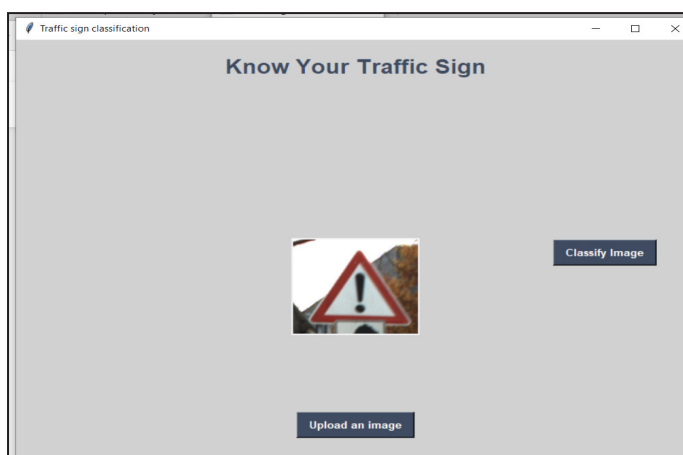 Traffic sign classification
Know Your Traffic Sign
Classify Image
!
Upload an image